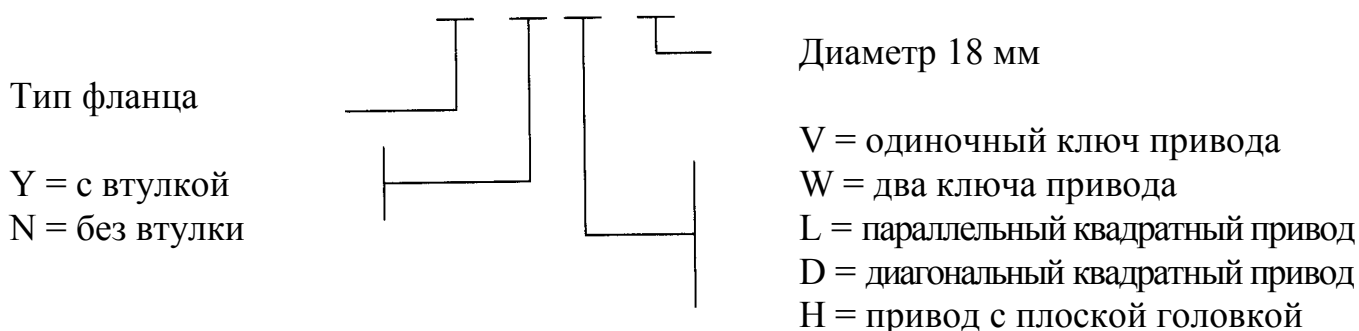 Тип фланца
Y = с втулкой
N = без втулки
Диаметр 18 мм
V = одиночный ключ привода
W = два ключа привода
L = параллельный квадратный привод
D = диагональный квадратный привод
H = привод с плоской головкой